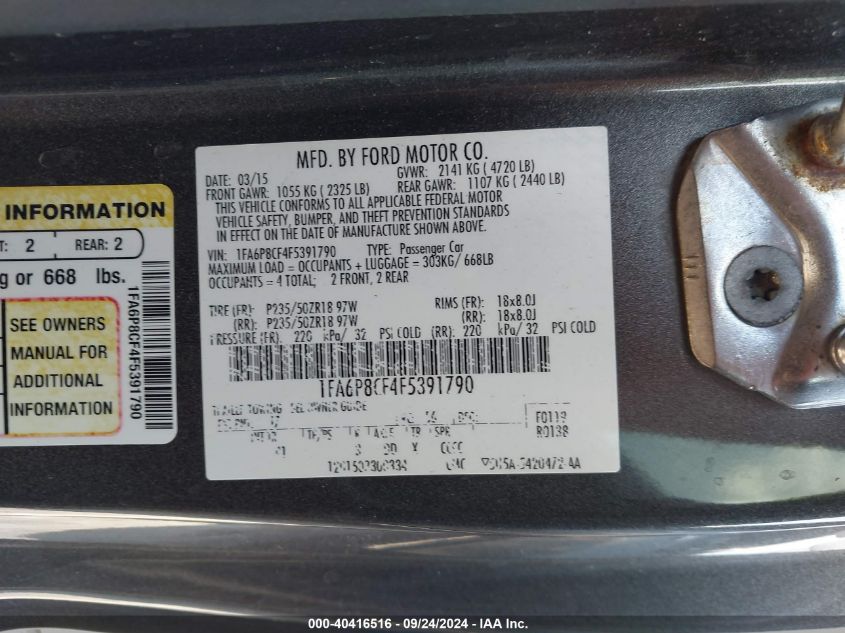 INFORMATION
T: 2 REAR: 2
g or 668 lbs.
SEE OWNERS
MANUAL FOR
ADDITIONAL
INFORMATION
1FA6P8CF4F5391790
MFD. BY FORD MOTOR CO.
DATE: 03/15 GVWR: 2141 KG ( 4720 LB)
FRONT GAWR: 1055 KG ( 2325 LB) REAR GAWR: 1107 KG ( 2440 LB)
THIS VEHICLE CONFORMS TO ALL APPLICABLE FEDERAL MOTOR
VEHICLE SAFETY, BUMPER, AND THEFT PREVENTION STANDARDS
IN EFFECT ON THE DATE OF MANUFACTURE SHOWN ABOVE.
VIN: 1FA6P8CF4F5391790 TYPE: Passenger Car
MAXIMUM LOAD = OCCUPANTS + LUGGAGE = 303KG/ 668LB
OCCUPANTS = 4 TOTAL; 2 FRONT, 2 REAR
TIRE (FR): P235/50ZR18 97W RIMS (FR): 18x8.0J
(RR): P235/50ZR18 97W (RR): 18x8.0J
PRESSURE (FR): 220 kPa/ 32 PSI COLD (RR): 220 kPa/ 32 PSI COLD
1FA6P8CF4F5391790
TRAILER TOWING - SEE OWNER GUIDE
F0118
R0138
000-40416516 - 09/24/2024 - IAA Inc.